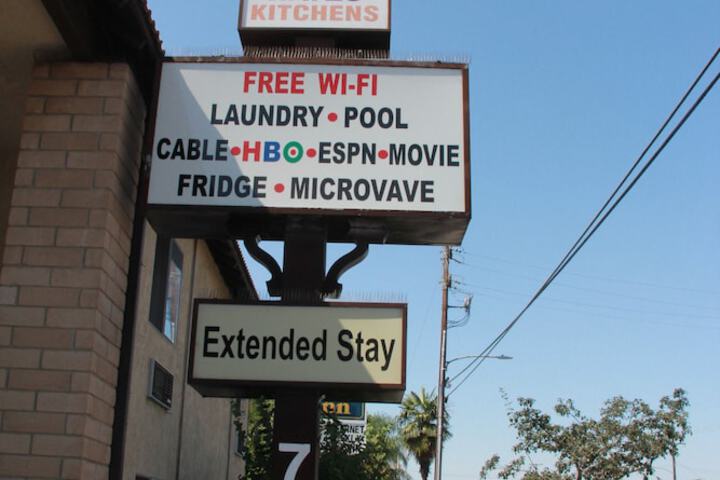 KITCHENS
FREE WI-FI
LAUNDRY • POOL
CABLE•HBO•ESPN•MOVIE
FRIDGE • MICROVAVE
Extended Stay
7